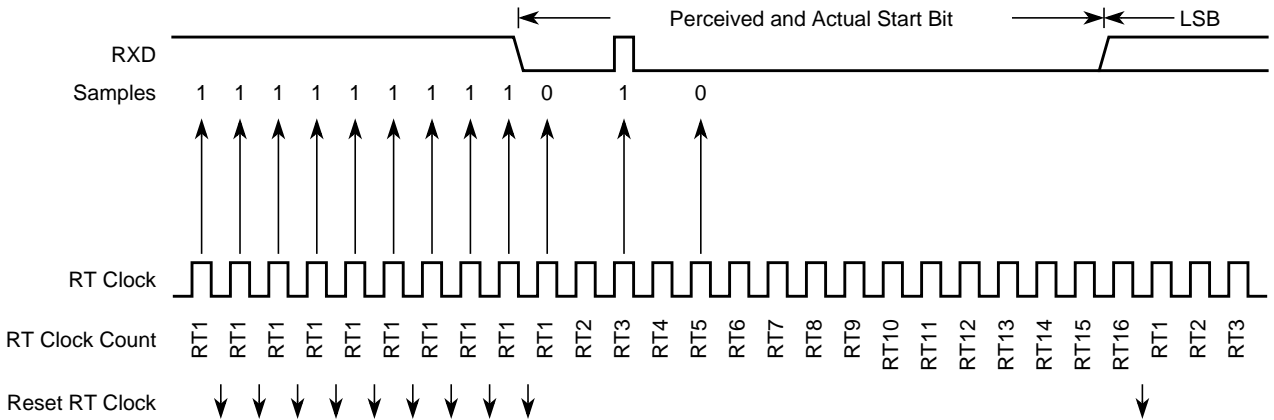 Perceived and Actual Start Bit LSB
RXD
Samples 1 1 1 1 1 1 1 1 1 0 1 0
RT Clock
RT Clock Count RT1 RT1 RT1 RT1 RT1 RT1 RT1 RT1 RT1 RT1 RT2 RT3 RT4 RT5 RT6 RT7 RT8 RT9 RT10 RT11 RT12 RT13 RT14 RT15 RT16 RT1 RT2 RT3
Reset RT Clock